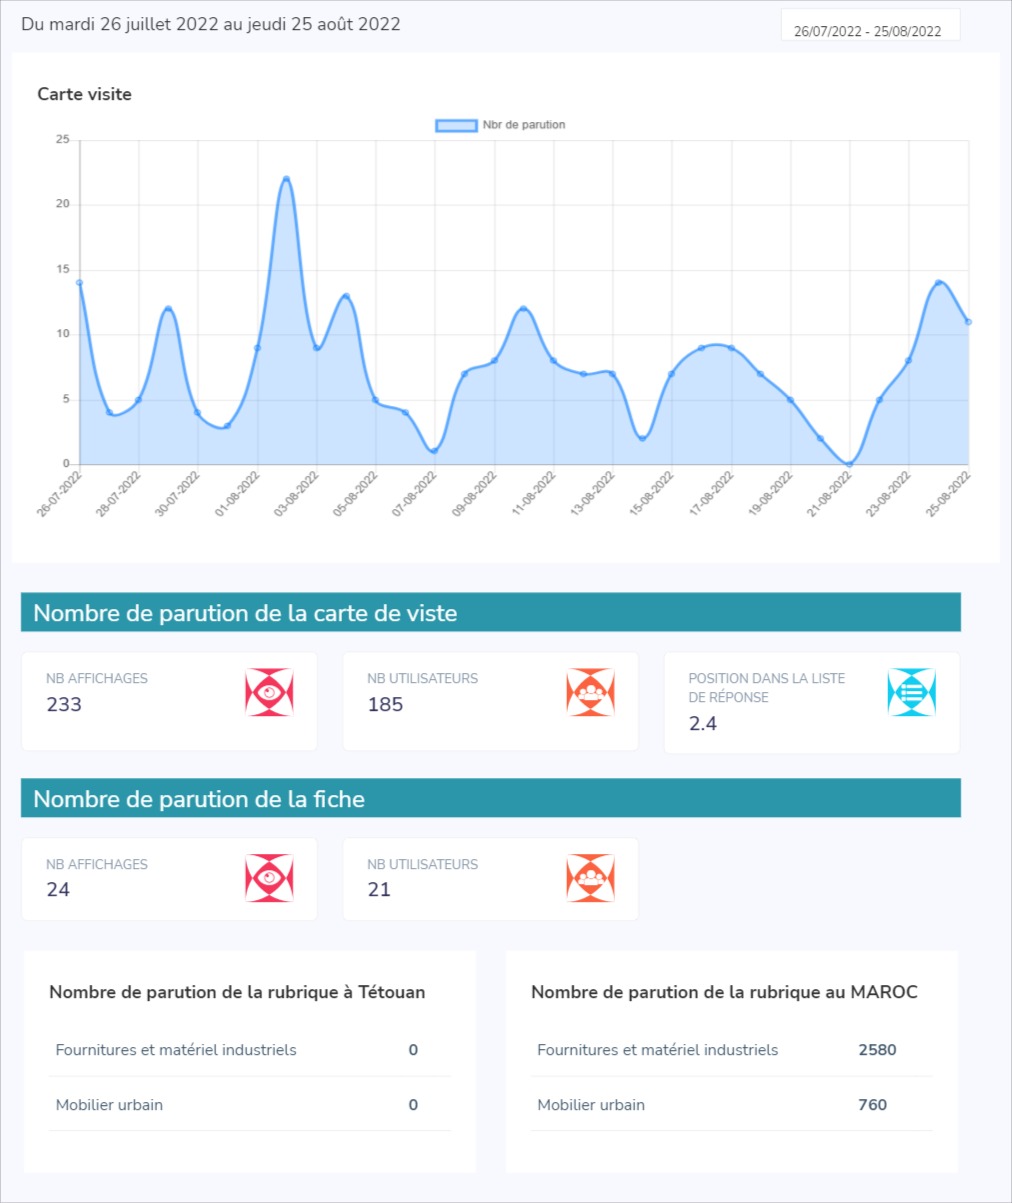 Du mardi 26 juillet 2022 au jeudi 25 août 2022
26/07/2022 - 25/08/2022
Carte visite
Nbr de parution
25
20
15
10
5
0
26-07-2022
28-07-2022
30-07-2022
01-08-2022
03-08-2022
05-08-2022
07-08-2022
09-08-2022
11-08-2022
13-08-2022
15-08-2022
17-08-2022
19-08-2022
21-08-2022
23-08-2022
25-08-2022
Nombre de parution de la carte de viste
NB AFFICHAGES
233
NB UTILISATEURS
185
POSITION DANS LA LISTE
DE RÉPONSE
2.4
Nombre de parution de la fiche
NB AFFICHAGES
24
NB UTILISATEURS
21
Nombre de parution de la rubrique à Tétouan
Fournitures et matériel industriels 0
Mobilier urbain 0
Nombre de parution de la rubrique au MAROC
Fournitures et matériel industriels 2580
Mobilier urbain 760